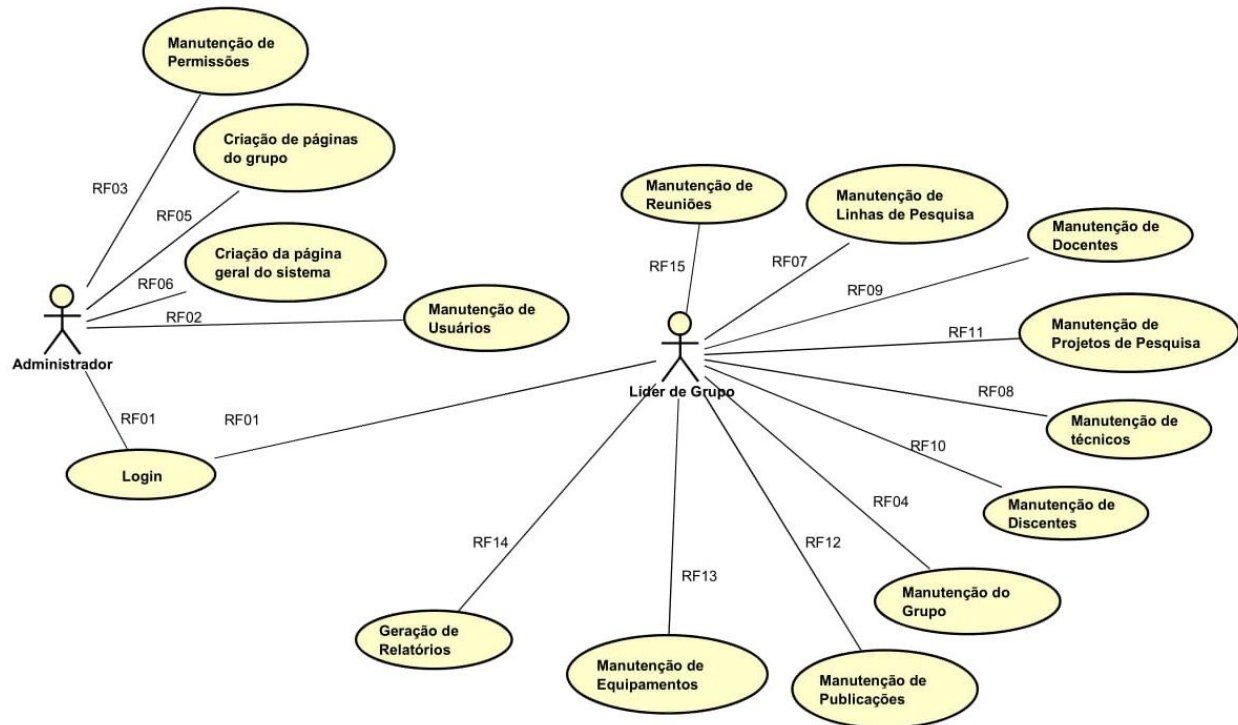 Manutenção de
Permissões
Criação de páginas
do grupo
RF03
RF05
Criação da página
geral do sistema
RF06
RF02
Manutenção de
Usuários
Administrador
RF01
RF01
Login
Manutenção de
Reuniões
Manutenção de
Linhas de Pesquisa
Manutenção de
Docentes
RF15
RF07
RF09
RF11
Manutenção de
Projetos de Pesquisa
Líder de Grupo
RF08
Manutenção de
técnicos
RF10
Manutenção de
Discentes
RF04
RF14
RF12
RF13
Manutenção do
Grupo
Geração de
Relatórios
Manutenção de
Equipamentos
Manutenção de
Publicações